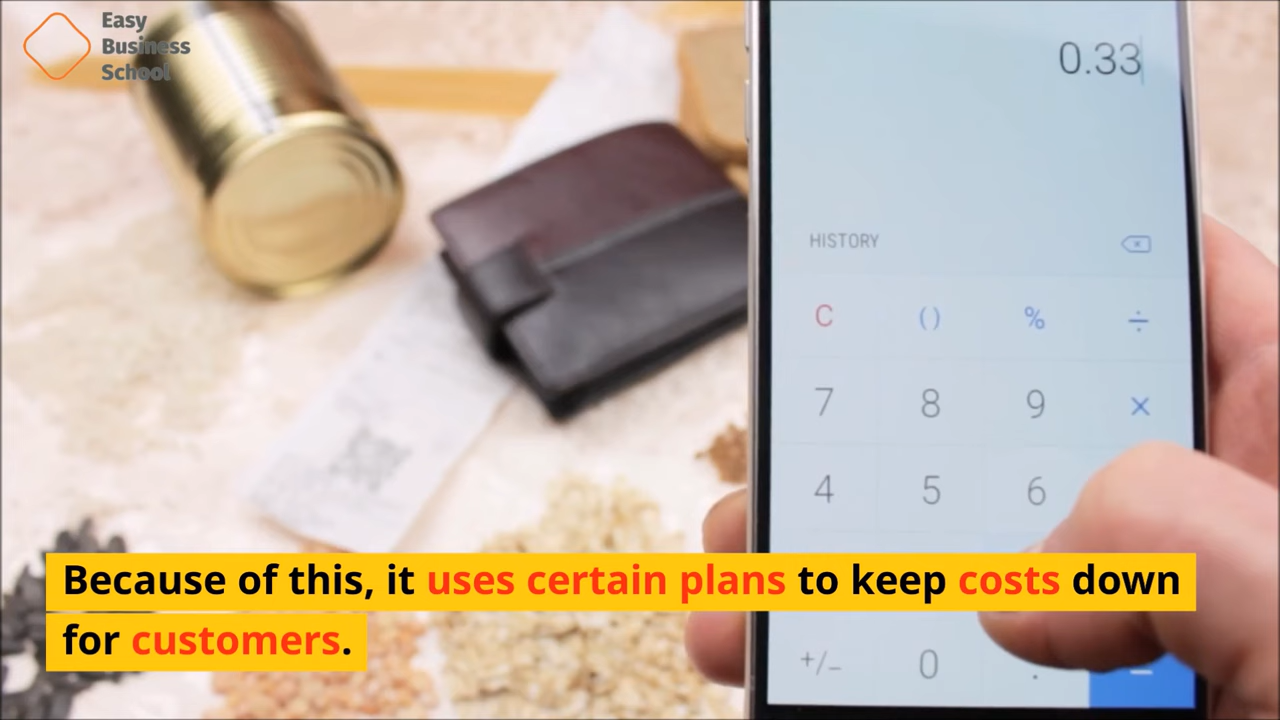 Easy
Business
School
0.33
HISTORY
C () % ÷
7 8 9 ×
4 5 6
Because of this, it uses certain plans to keep costs down
for customers.
+/− 0 .